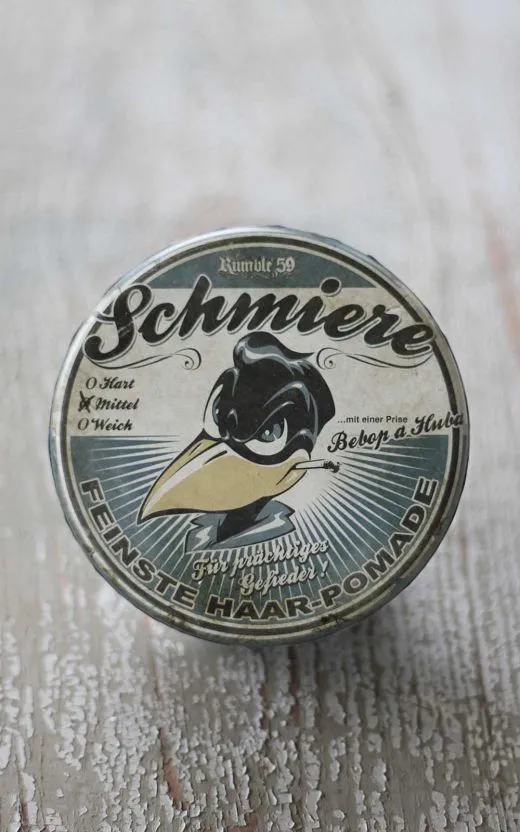 Rumble 59
Schmiere
O Hart
X Mittel
O Weich
...mit einer Prise
Bebop a Huba
Für prächtiges
Gefieder!
FEINSTE HAAR-POMADE